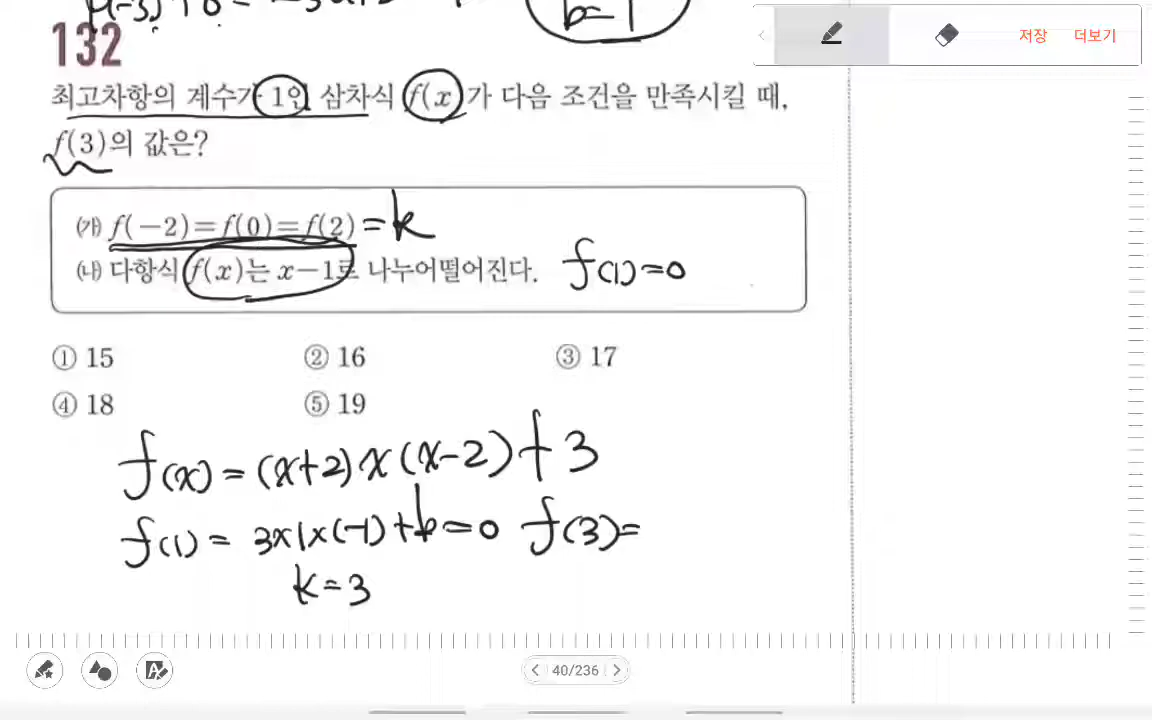 132
저장 더보기
최고차항의 계수가 1인 삼차식 f(x)가 다음 조건을 만족시킬 때,
f(3)의 값은?
㈎ f(-2)=f(0)=f(2) =k
㈏ 다항식 f(x)는 x-1로 나누어떨어진다. f(1)=0
① 15 ② 16 ③ 17
④ 18 ⑤ 19
f(x)=(x+2)x(x-2)+3
f(1)= 3×1×(-1)+k=0 f(3)=
k=3
40/236